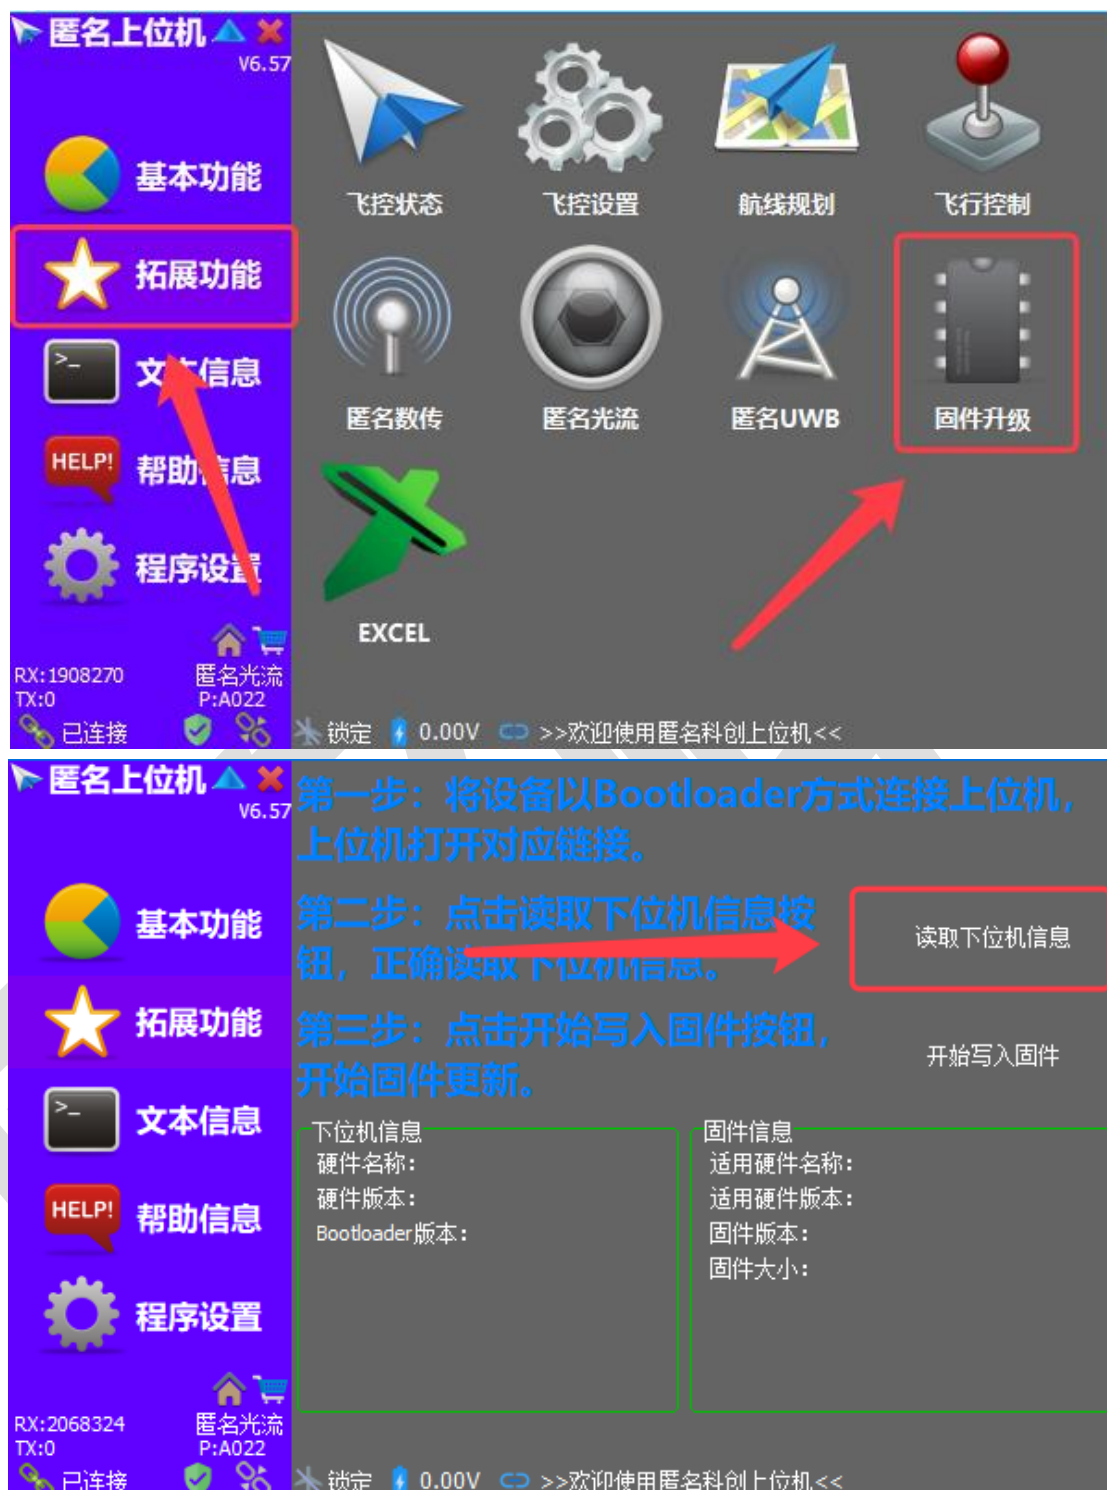 匿名上位机
V6.57
基本功能
拓展功能
>_
文本信息
HELP!
帮助信息
程序设置
RX:1908270
匿名光流
TX:0
P:A022
已连接
飞控状态
飞控设置
航线规划
飞行控制
匿名数传
匿名光流
匿名UWB
固件升级
EXCEL
锁定
0.00V
>>欢迎使用匿名科创上位机<<
匿名上位机
V6.57
基本功能
拓展功能
>_
文本信息
HELP!
帮助信息
程序设置
RX:2068324
匿名光流
TX:0
P:A022
已连接
第一步：将设备以Bootloader方式连接上位机，
上位机打开对应链接。
第二步：点击读取下位机信息按
钮，正确读取下位机信息。
第三步：点击开始写入固件按钮，
开始固件更新。
读取下位机信息
开始写入固件
下位机信息
硬件名称：
硬件版本：
Bootloader版本：
固件信息
适用硬件名称：
适用硬件版本：
固件版本：
固件大小：
锁定
0.00V
>>欢迎使用匿名科创上位机<<